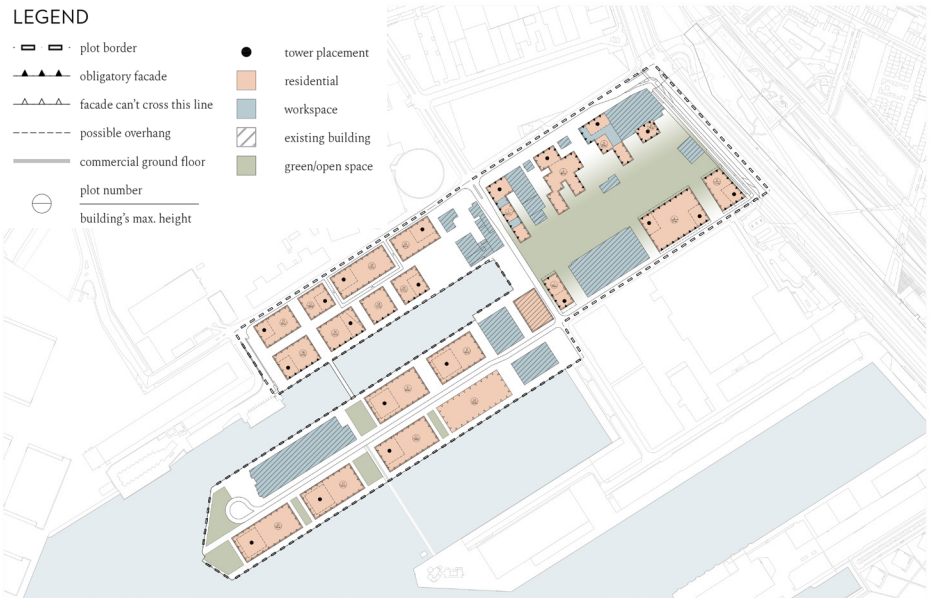 LEGEND
plot border
obligatory facade
facade can't cross this line
possible overhang
commercial ground floor
plot number
building's max. height
tower placement
residential
workspace
existing building
green/open space